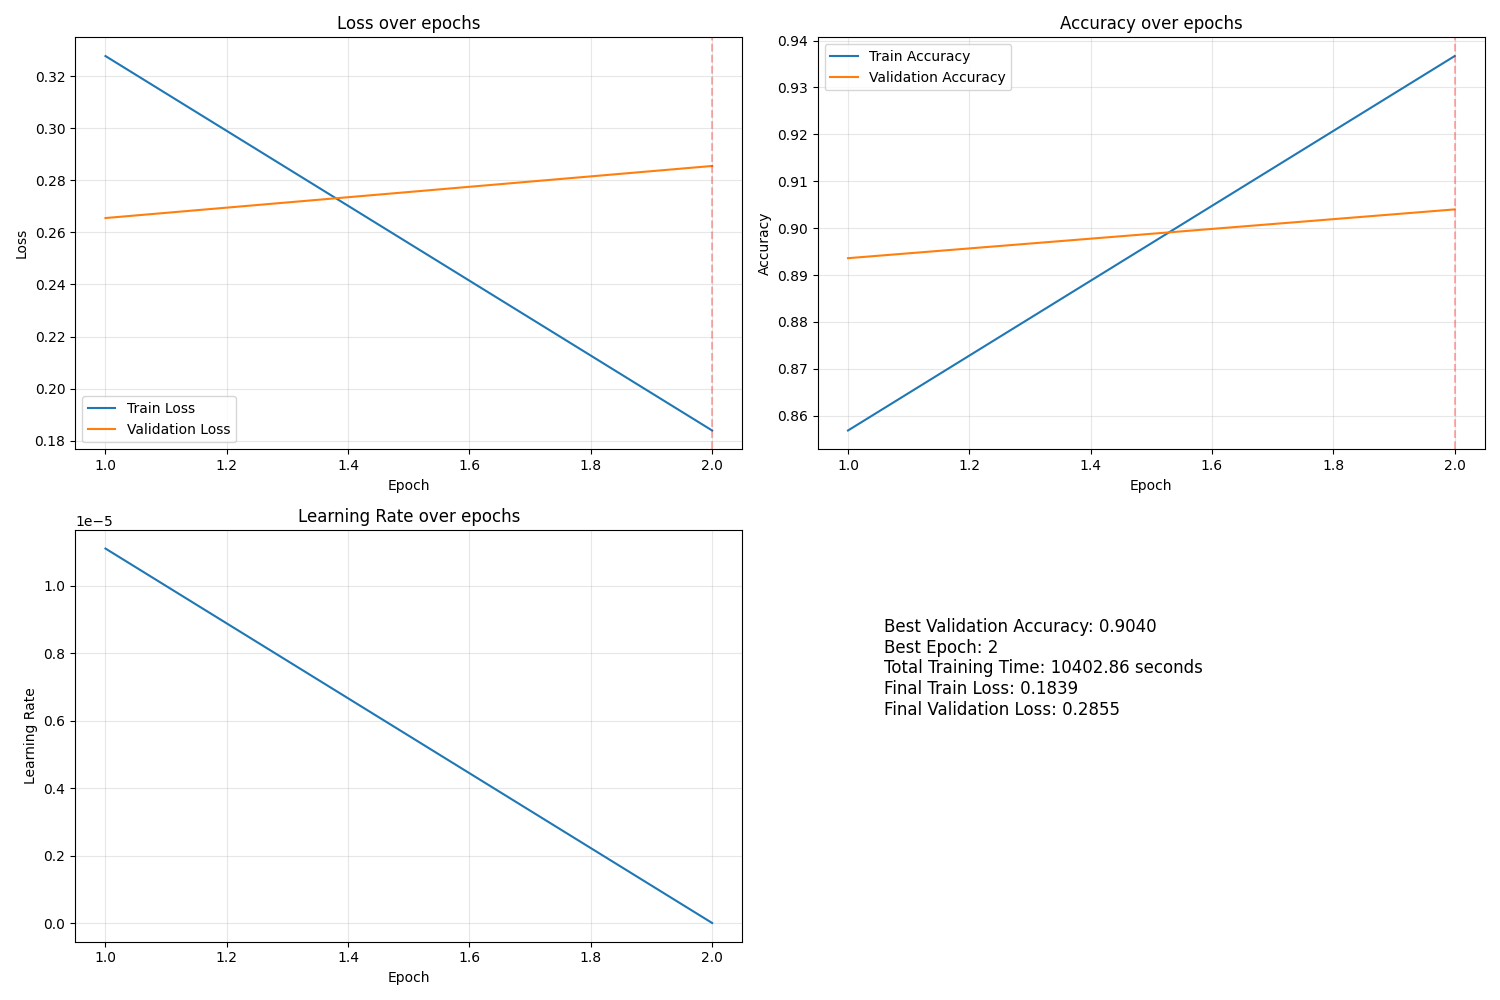 Loss over epochs
Loss
0.32
0.30
0.28
0.26
0.24
0.22
0.20
0.18
Train Loss
Validation Loss
1.0 1.2 1.4 1.6 1.8 2.0
Epoch
Accuracy over epochs
Accuracy
0.94
0.93
0.92
0.91
0.90
0.89
0.88
0.87
0.86
Train Accuracy
Validation Accuracy
1.0 1.2 1.4 1.6 1.8 2.0
Epoch
Learning Rate over epochs
1e−5
Learning Rate
1.0
0.8
0.6
0.4
0.2
0.0
1.0 1.2 1.4 1.6 1.8 2.0
Epoch
Best Validation Accuracy: 0.9040
Best Epoch: 2
Total Training Time: 10402.86 seconds
Final Train Loss: 0.1839
Final Validation Loss: 0.2855